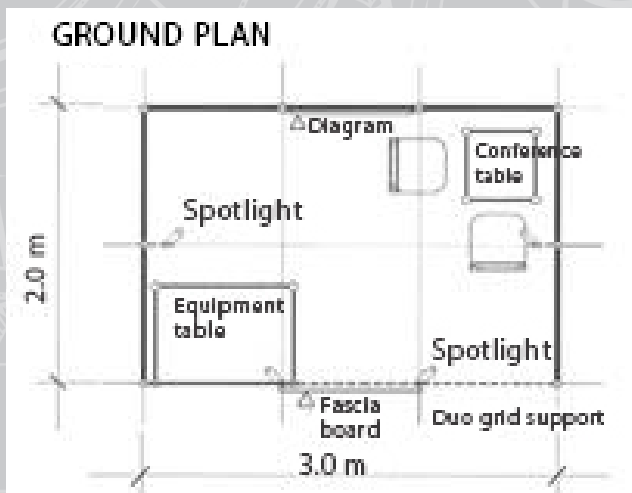 GROUND PLAN
Diagram
Conference
table
Spotlight
2.0 m
Equipment
table
Spotlight
Fascia
board
Duo grid support
3.0 m